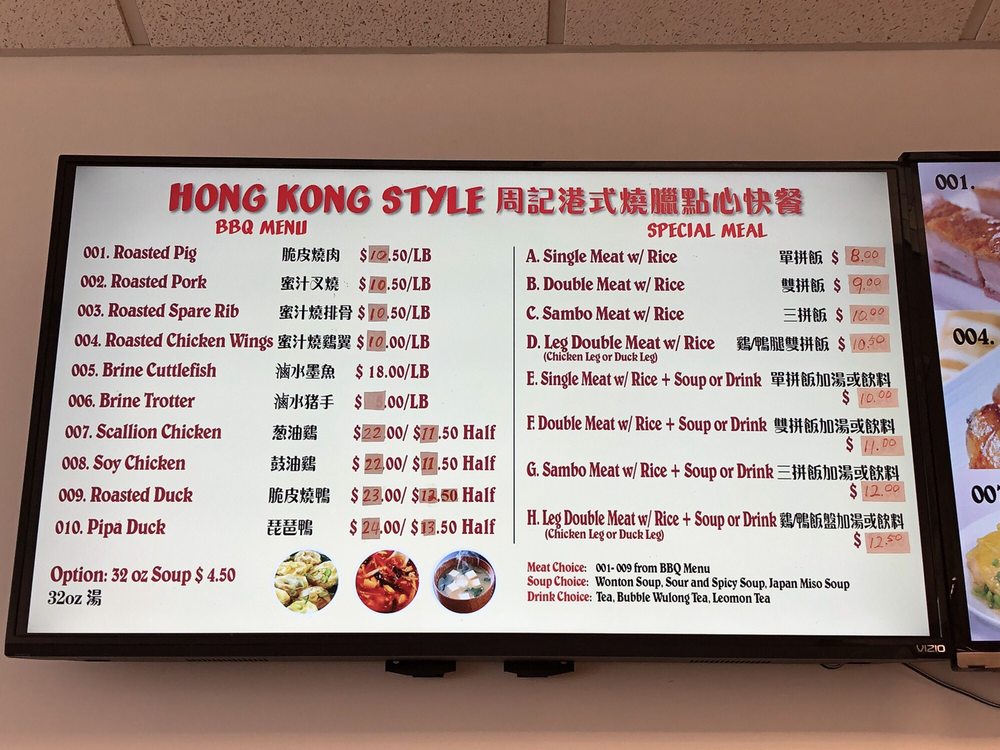 HONG KONG STYLE 周記港式燒臘點心快餐
BBQ MENU
001. Roasted Pig 脆皮燒肉 $10.50/LB
002. Roasted Pork 蜜汁叉燒 $10.50/LB
003. Roasted Spare Rib 蜜汁燒排骨 $10.50/LB
004. Roasted Chicken Wings 蜜汁燒鷄翼 $10.00/LB
005. Brine Cuttlefish 滷水墨魚 $ 18.00/LB
006. Brine Trotter 滷水猪手 $ .00/LB
007. Scallion Chicken 葱油鷄 $22.00/ $11.50 Half
008. Soy Chicken 鼓油鷄 $22.00/ $11.50 Half
009. Roasted Duck 脆皮燒鴨 $23.00/ $12.50 Half
010. Pipa Duck 琵琶鴨 $24.00/ $13.50 Half
Option: 32 oz Soup $ 4.50
32oz 湯
SPECIAL MEAL
A. Single Meat w/ Rice 單拼飯 $ 8.00
B. Double Meat w/ Rice 雙拼飯 $ 9.00
C. Sambo Meat w/ Rice 三拼飯 $ 10.00
D. Leg Double Meat w/ Rice 鷄/鴨腿雙拼飯 $ 10.50
(Chicken Leg or Duck Leg)
E. Single Meat w/ Rice + Soup or Drink 單拼飯加湯或飲料
$ 10.00
F. Double Meat w/ Rice + Soup or Drink 雙拼飯加湯或飲料
$ 11.00
G. Sambo Meat w/ Rice + Soup or Drink 三拼飯加湯或飲料
$ 12.00
H. Leg Double Meat w/ Rice + Soup or Drink 鷄/鴨飯盤加湯或飲料
(Chicken Leg or Duck Leg)
$ 12.50
Meat Choice: 001- 009 from BBQ Menu
Soup Choice: Wonton Soup, Sour and Spicy Soup, Japan Miso Soup
Drink Choice: Tea, Bubble Wulong Tea, Leomon Tea
VIZIO
001.
004.